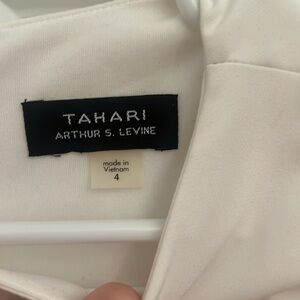 TAHARI
ARTHUR S. LEVINE
made in
Vietnam
4